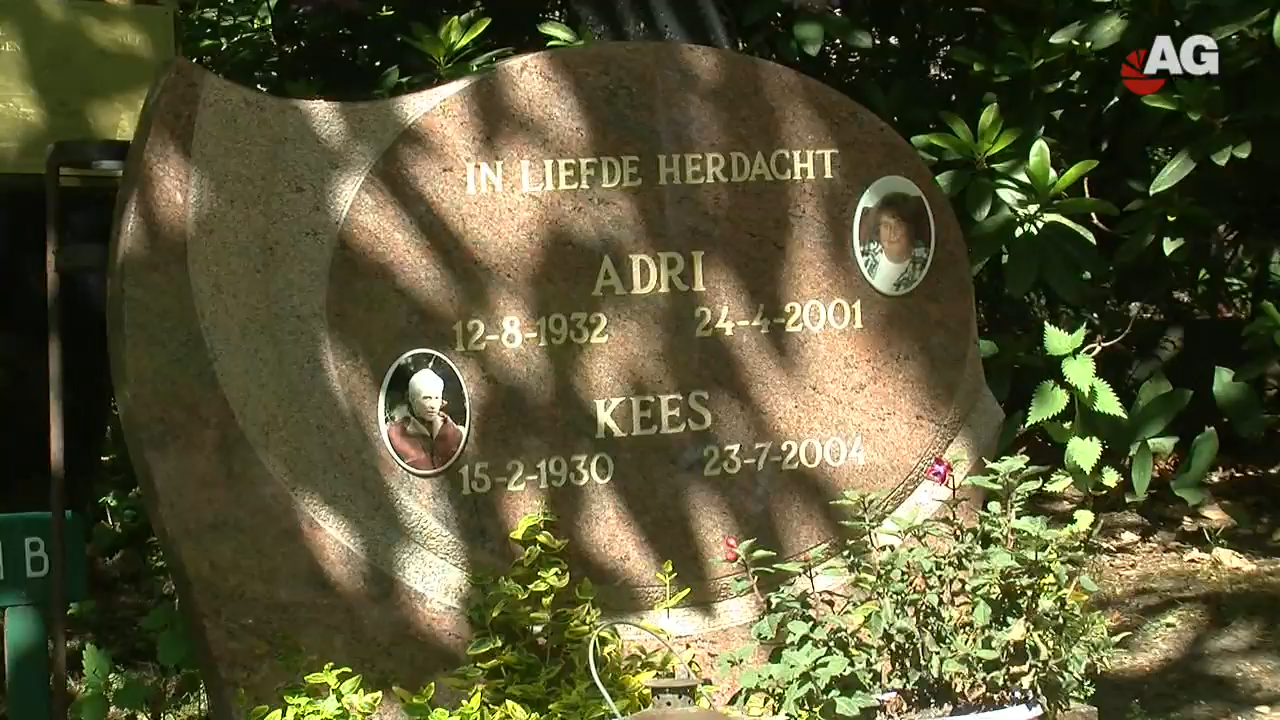 AG
IN LIEFDE HERDACHT
ADRI
12-8-1932 24-4-2001
KEES
15-2-1930 23-7-2004
B